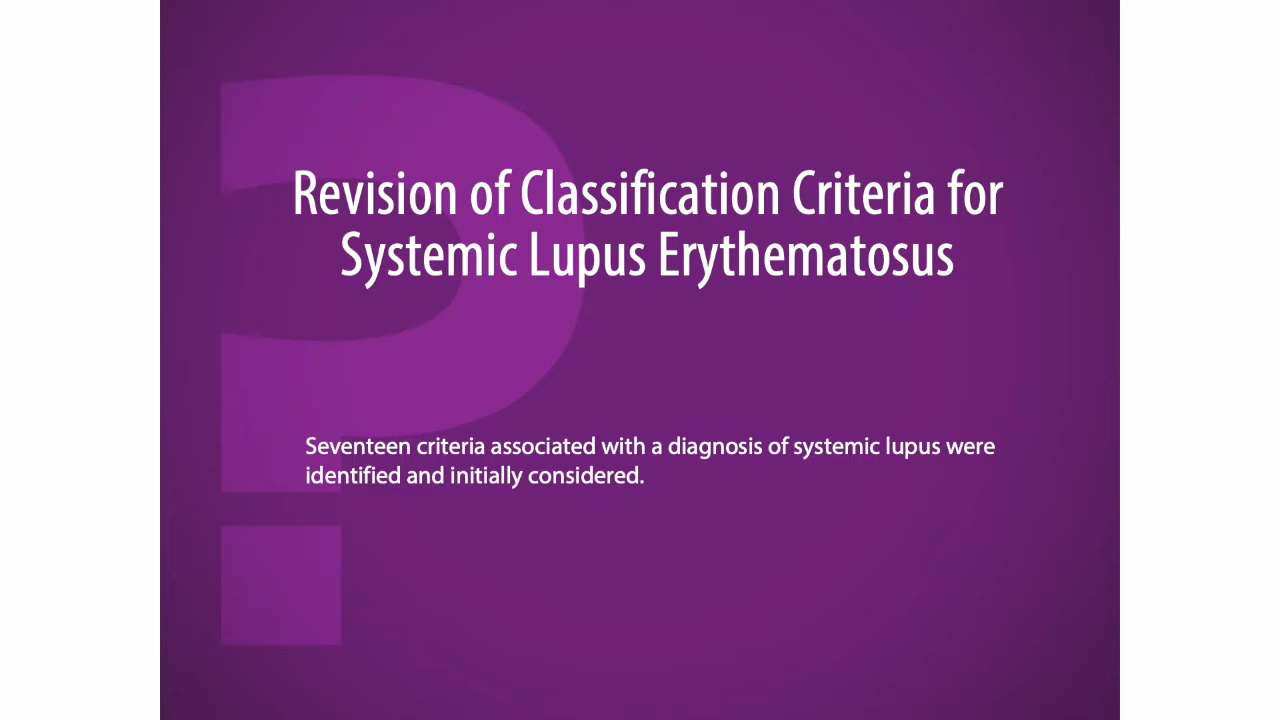 Revision of Classification Criteria for
Systemic Lupus Erythematosus
Seventeen criteria associated with a diagnosis of systemic lupus were
identified and initially considered.